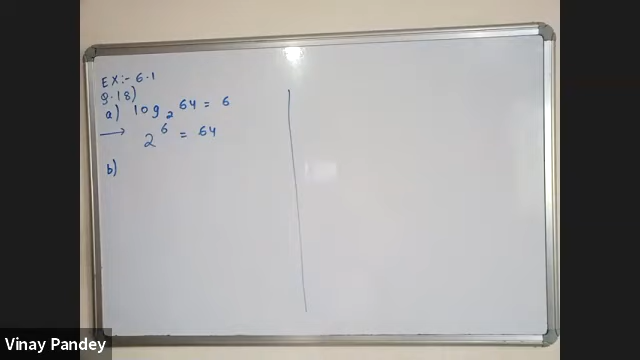 EX:- 6.1
Q.18)
a) log₂ 64 = 6
→ 2⁶ = 64
b)
Vinay Pandey